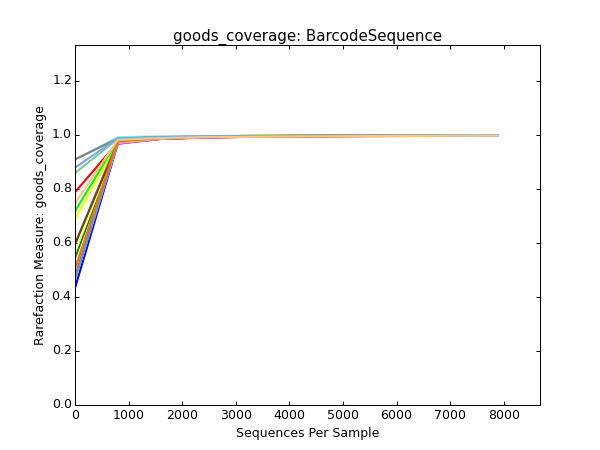 goods_coverage: BarcodeSequence
Rarefaction Measure: goods_coverage
1.2
1.0
0.8
0.6
0.4
0.2
0.0
0 1000 2000 3000 4000 5000 6000 7000 8000
Sequences Per Sample